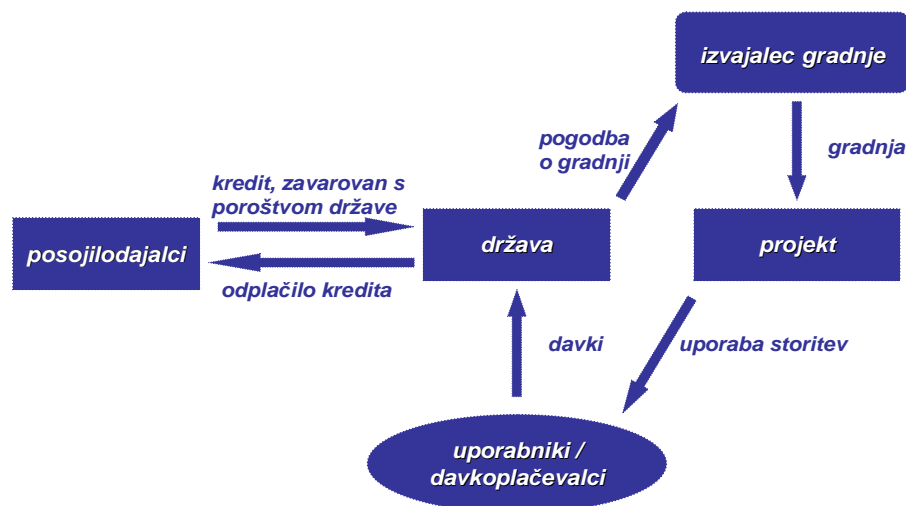 izvajalec gradnje
pogodba
o gradnji
gradnja
kredit, zavarovan s
poroštvom države
posojilodajalci
država
projekt
odplačilo kredita
davki
uporaba storitev
uporabniki /
davkoplačevalci